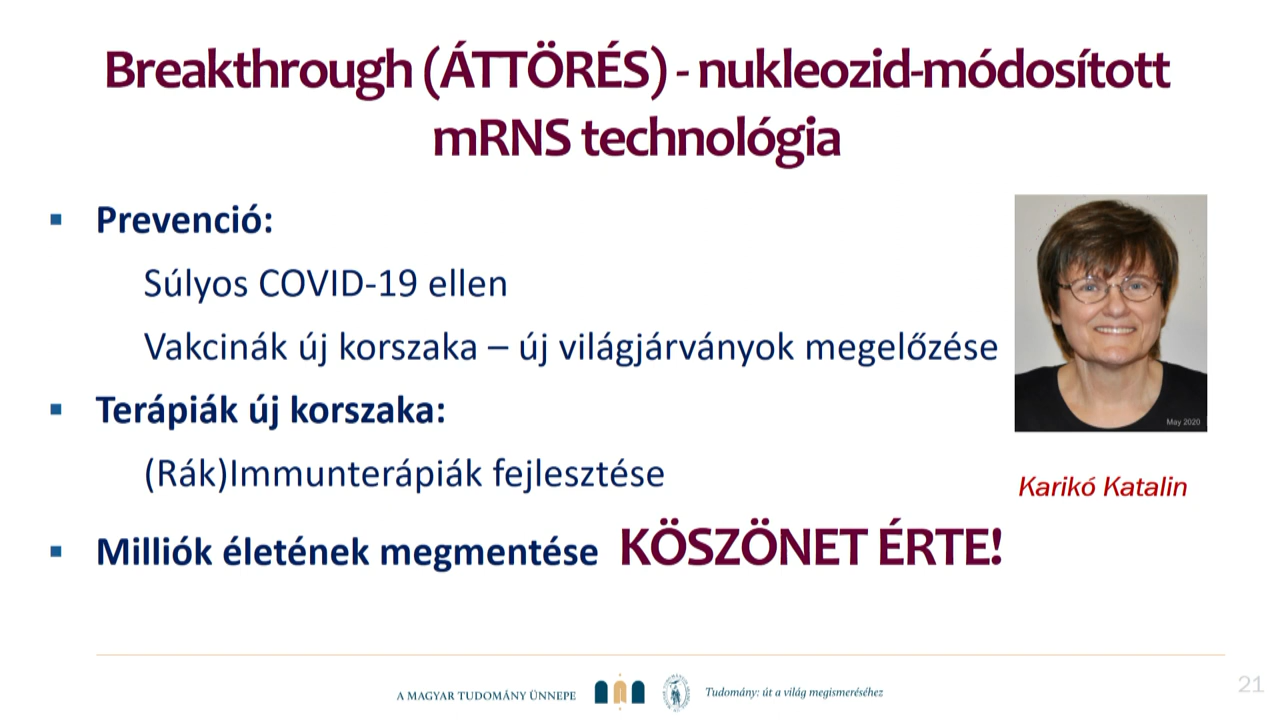 Breakthrough (ÁTTÖRÉS) - nukleozid-módosított
mRNS technológia
Prevenció:
Súlyos COVID-19 ellen
Vakcinák új korszaka – új világjárványok megelőzése
Terápiák új korszaka:
(Rák)Immunterápiák fejlesztése
Milliók életének megmentése KÖSZÖNET ÉRTE!
May 2020
Karikó Katalin
A MAGYAR TUDOMÁNY ÜNNEPE
Tudomány: út a világ megismeréséhez
21